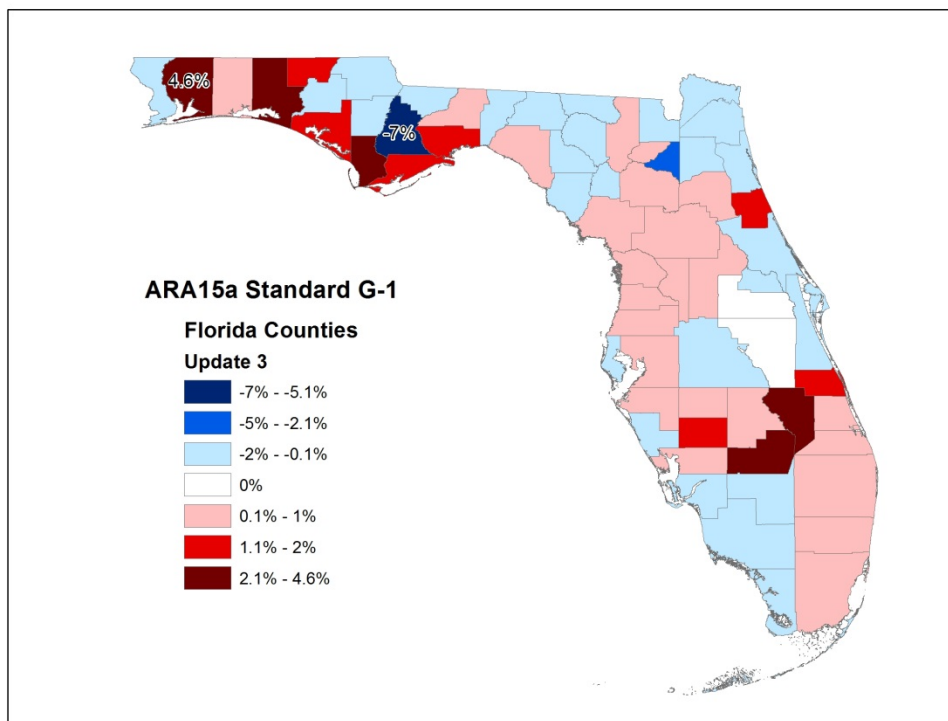 4.6%
-7%
ARA15a Standard G-1
Florida Counties
Update 3
-7% - -5.1%
-5% - -2.1%
-2% - -0.1%
0%
0.1% - 1%
1.1% - 2%
2.1% - 4.6%